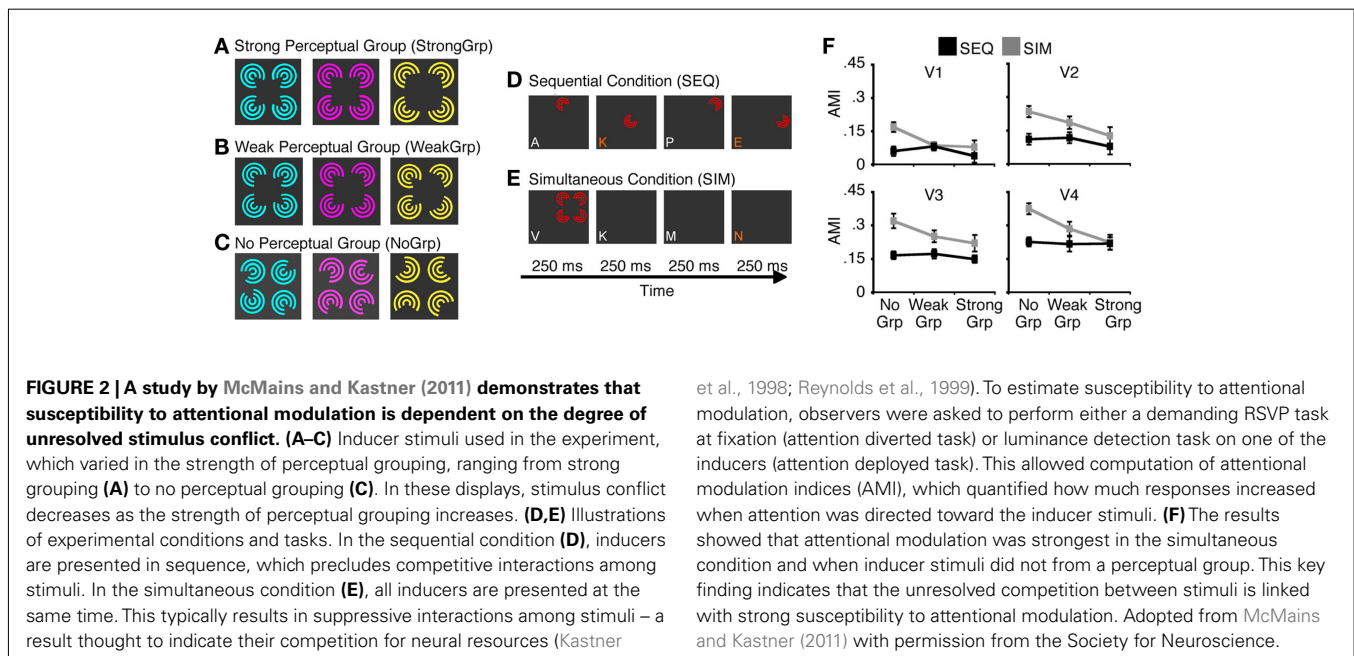 A Strong Perceptual Group (StrongGrp)
B Weak Perceptual Group (WeakGrp)
C No Perceptual Group (NoGrp)
D Sequential Condition (SEQ)
A K P E
E Simultaneous Condition (SIM)
V K M N
250 ms 250 ms 250 ms 250 ms
Time
F SEQ SIM
V1 V2
AMI
.45
.3
.15
0
V3 V4
AMI
.45
.3
.15
0
No Grp Weak Grp Strong Grp No Grp Weak Grp Strong Grp
FIGURE 2 | A study by McMains and Kastner (2011) demonstrates that
susceptibility to attentional modulation is dependent on the degree of
unresolved stimulus conflict. (A–C) Inducer stimuli used in the experiment,
which varied in the strength of perceptual grouping, ranging from strong
grouping (A) to no perceptual grouping (C). In these displays, stimulus conflict
decreases as the strength of perceptual grouping increases. (D,E) Illustrations
of experimental conditions and tasks. In the sequential condition (D), inducers
are presented in sequence, which precludes competitive interactions among
stimuli. In the simultaneous condition (E), all inducers are presented at the
same time. This typically results in suppressive interactions among stimuli – a
result thought to indicate their competition for neural resources (Kastner
et al., 1998; Reynolds et al., 1999). To estimate susceptibility to attentional
modulation, observers were asked to perform either a demanding RSVP task
at fixation (attention diverted task) or luminance detection task on one of the
inducers (attention deployed task). This allowed computation of attentional
modulation indices (AMI), which quantified how much responses increased
when attention was directed toward the inducer stimuli. (F) The results
showed that attentional modulation was strongest in the simultaneous
condition and when inducer stimuli did not from a perceptual group. This key
finding indicates that the unresolved competition between stimuli is linked
with strong susceptibility to attentional modulation. Adopted from McMains
and Kastner (2011) with permission from the Society for Neuroscience.